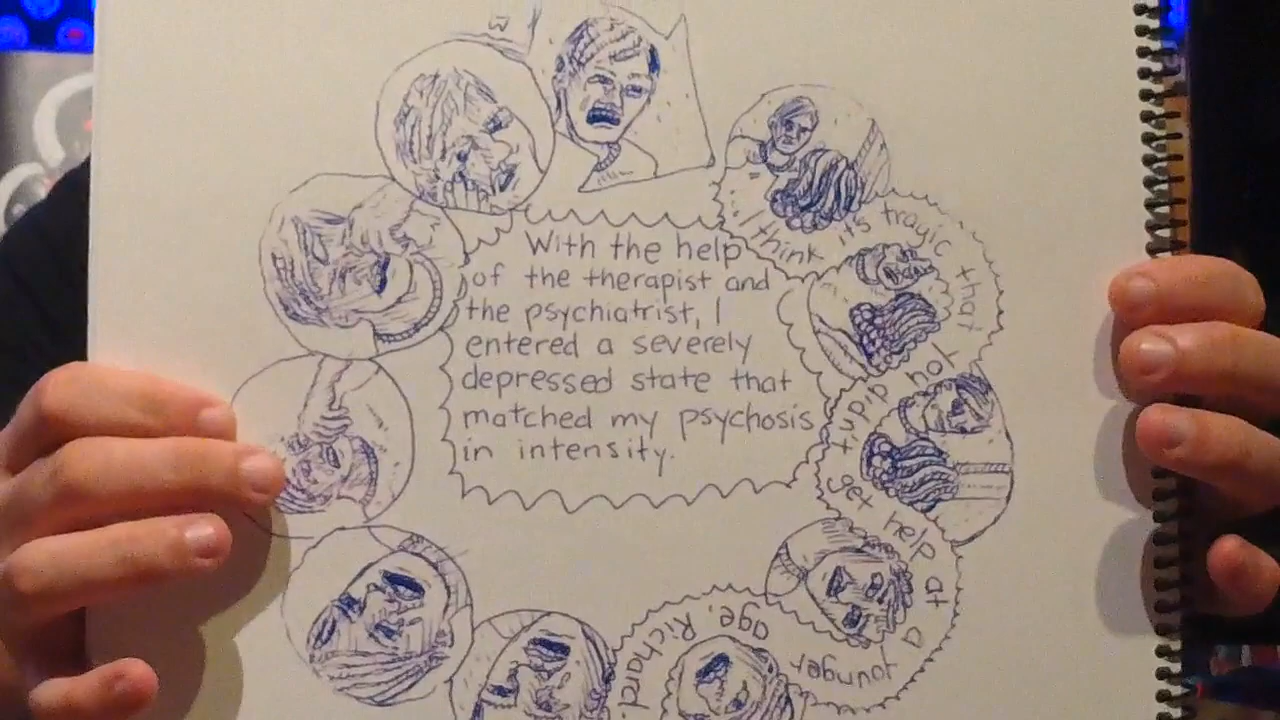 With the help
of the therapist and
the psychiatrist, I
entered a severely
depressed state that
matched my psychosis
in intensity.
I think its tragic that
you didn't
get help at a younger
age, Richard.